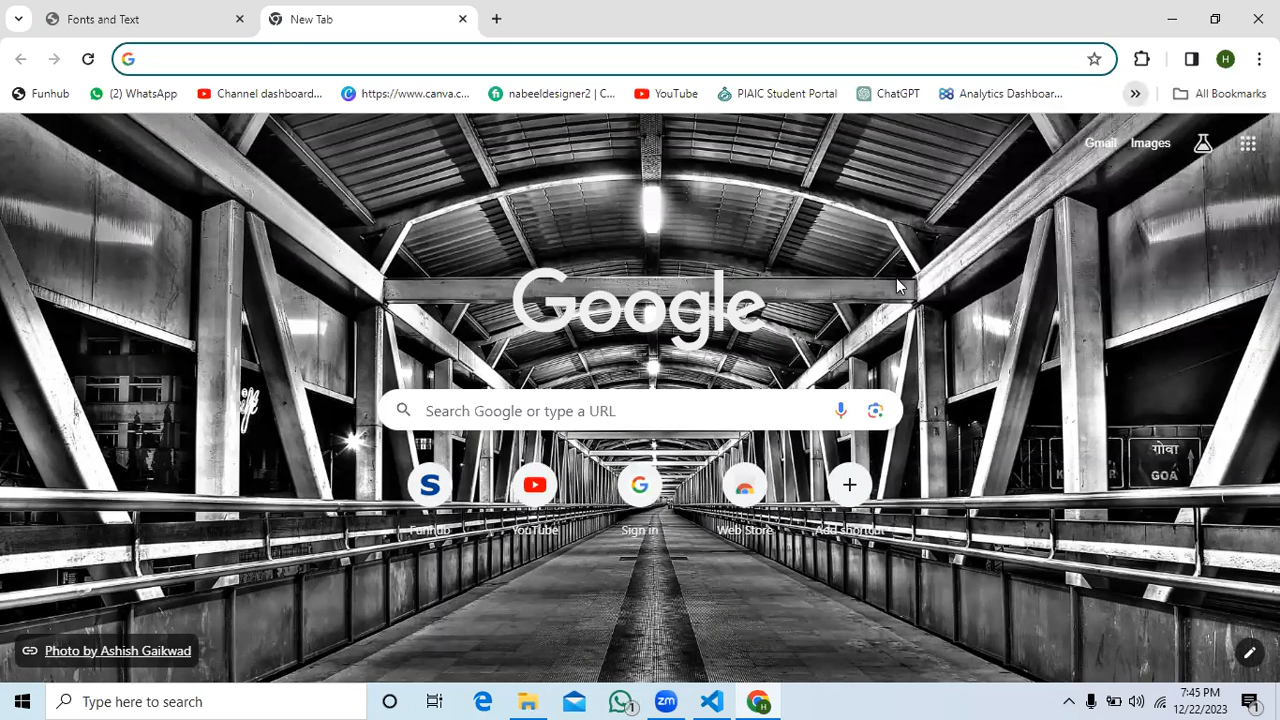 Fonts and Text
New Tab
Funhub
(2) WhatsApp
Channel dashboard...
https://www.canva.c...
nabeeldesigner2 | C...
YouTube
PIAIC Student Portal
ChatGPT
Analytics Dashboar...
All Bookmarks
H
Gmail
Images
Google
Search Google or type a URL
Funhub
YouTube
Sign in
Web Store
Add shortcut
गोवा
GOA
Photo by Ashish Gaikwad
Type here to search
7:45 PM
12/22/2023